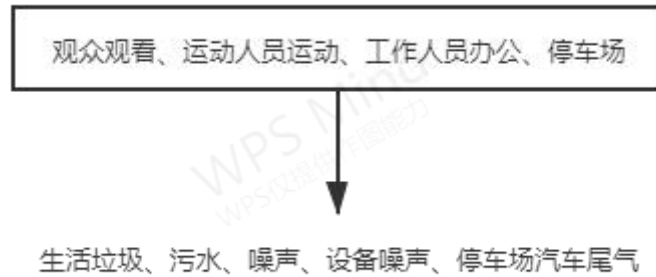 观众观看、运动人员运动、工作人员办公、停车场
WPS Mind
WPS仅提供作图能力
生活垃圾、污水、噪声、设备噪声、停车场汽车尾气